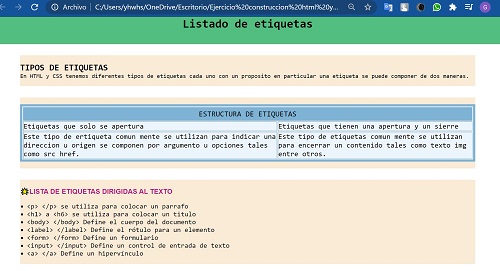 Archivo | C:/Users/yhwhs/OneDrive/Escritorio/Ejercicio%20construccion%20html%20y...
Listado de etiquetas
TIPOS DE ETIQUETAS
En HTML y CSS tenemos diferentes tipos de etiquetas cada uno con un proposito en particular una etiqueta se puede componer de dos maneras.
ESTRUCTURA DE ETIQUETAS
Etiquetas que solo se apertura
Etiquetas que tienen una apertura y un sierre
Este tipo de ertiqueta comun mente se utilizan para indicar una
direccion u origen se componen por argumento u opciones tales
como src href.
Este tipo de etiquetas comun mente se utilizan
para encerrar un contenido tales como texto img
entre otros.
LISTA DE ETIQUETAS DIRIGIDAS AL TEXTO
• <p> </p> se utiliza para colocar un parrafo
• <h1> a <h6> se utiliza para colocar un titulo
• <body> </body> Define el cuerpo del documento
• <label> </label> Define el rótulo para un elemento
• <form> </form> Define un formulario
• <input> </input> Define un control de entrada de texto
• <a> </a> Define un hipervínculo